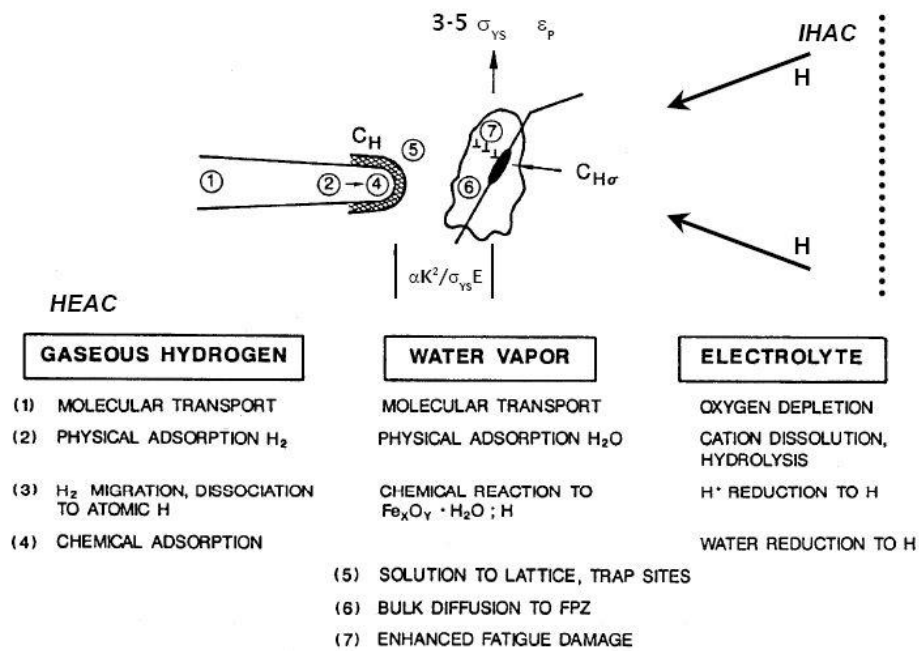 3-5 σYS εP
IHAC
H
CH
⑦
⑤
① ② → ④
⑥
CHσ
H
αK²/σYSE
HEAC
GASEOUS HYDROGEN WATER VAPOR ELECTROLYTE
(1) MOLECULAR TRANSPORT MOLECULAR TRANSPORT OXYGEN DEPLETION
(2) PHYSICAL ADSORPTION H₂ PHYSICAL ADSORPTION H₂O CATION DISSOLUTION,
HYDROLYSIS
(3) H₂ MIGRATION, DISSOCIATION CHEMICAL REACTION TO H⁺ REDUCTION TO H
TO ATOMIC H FeXOY · H₂O ; H
(4) CHEMICAL ADSORPTION WATER REDUCTION TO H
(5) SOLUTION TO LATTICE, TRAP SITES
(6) BULK DIFFUSION TO FPZ
(7) ENHANCED FATIGUE DAMAGE